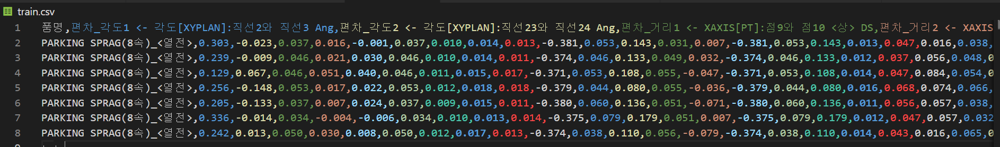 train.csv
1 품명,편차_각도1 <- 각도[XYPLAN]:직선2와 직선3 Ang,편차_각도2 <- 각도[XYPLAN]:직선23와 직선24 Ang,편차_거리1 <- XAXIS[PT]:점9와 점10 <상> DS,편차_거리2 <- XAXIS
2 PARKING SPRAG(8속)_<열전>,0.303,-0.023,0.037,0.016,-0.001,0.037,0.010,0.014,0.013,-0.381,0.053,0.143,0.031,0.007,-0.381,0.053,0.143,0.013,0.047,0.016,0.038,
3 PARKING SPRAG(8속)_<열전>,0.239,-0.009,0.046,0.021,0.030,0.046,0.010,0.014,0.011,-0.374,0.046,0.133,0.049,0.032,-0.374,0.046,0.133,0.012,0.037,0.056,0.048,0
4 PARKING SPRAG(8속)_<열전>,0.129,0.067,0.046,0.051,0.040,0.046,0.011,0.015,0.017,-0.371,0.053,0.108,0.055,-0.047,-0.371,0.053,0.108,0.014,0.047,0.084,0.054,0
5 PARKING SPRAG(8속)_<열전>,0.256,-0.148,0.053,0.017,0.022,0.053,0.012,0.018,0.018,-0.379,0.044,0.080,0.055,-0.036,-0.379,0.044,0.080,0.016,0.068,0.074,0.066,
6 PARKING SPRAG(8속)_<열전>,0.205,-0.133,0.037,0.007,0.024,0.037,0.009,0.015,0.011,-0.380,0.060,0.136,0.051,-0.071,-0.380,0.060,0.136,0.011,0.056,0.057,0.038,
7 PARKING SPRAG(8속)_<열전>,0.336,-0.014,0.034,-0.004,-0.006,0.034,0.010,0.013,0.014,-0.375,0.079,0.179,0.051,0.007,-0.375,0.079,0.179,0.012,0.047,0.057,0.032
8 PARKING SPRAG(8속)_<열전>,0.242,0.013,0.050,0.030,0.008,0.050,0.012,0.017,0.013,-0.374,0.038,0.110,0.056,-0.079,-0.374,0.038,0.110,0.014,0.043,0.016,0.065,0